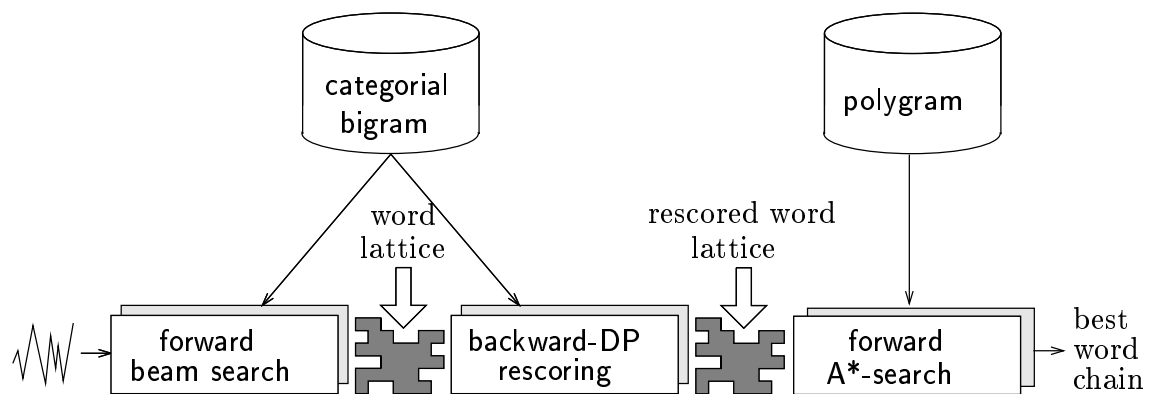 categorial
bigram
polygram
word
lattice
rescored word
lattice
forward
beam search
backward-DP
rescoring
forward
A*-search
best
word
chain